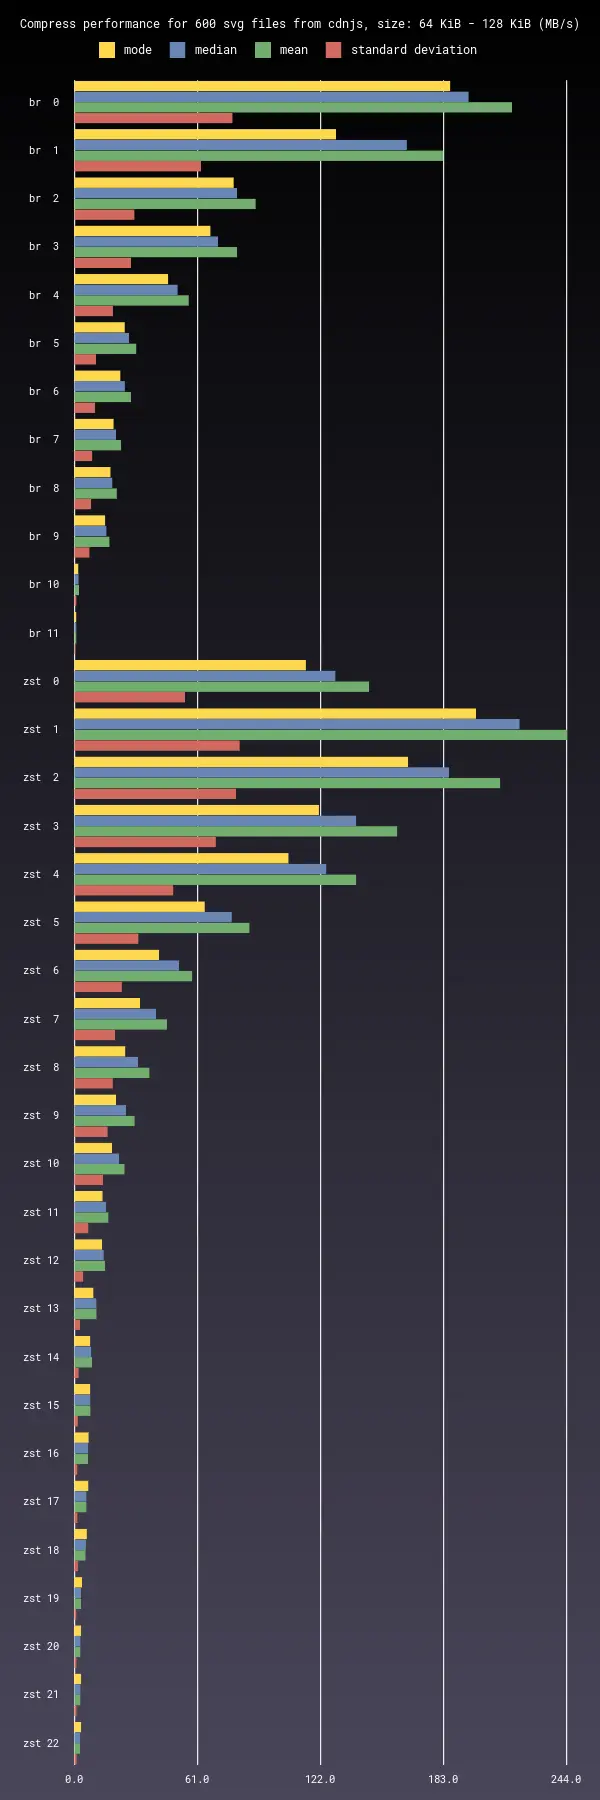 Compress performance for 600 svg files from cdnjs, size: 64 KiB - 128 KiB (MB/s)
mode median mean standard deviation
br 0
br 1
br 2
br 3
br 4
br 5
br 6
br 7
br 8
br 9
br 10
br 11
zst 0
zst 1
zst 2
zst 3
zst 4
zst 5
zst 6
zst 7
zst 8
zst 9
zst 10
zst 11
zst 12
zst 13
zst 14
zst 15
zst 16
zst 17
zst 18
zst 19
zst 20
zst 21
zst 22
0.0 61.0 122.0 183.0 244.0